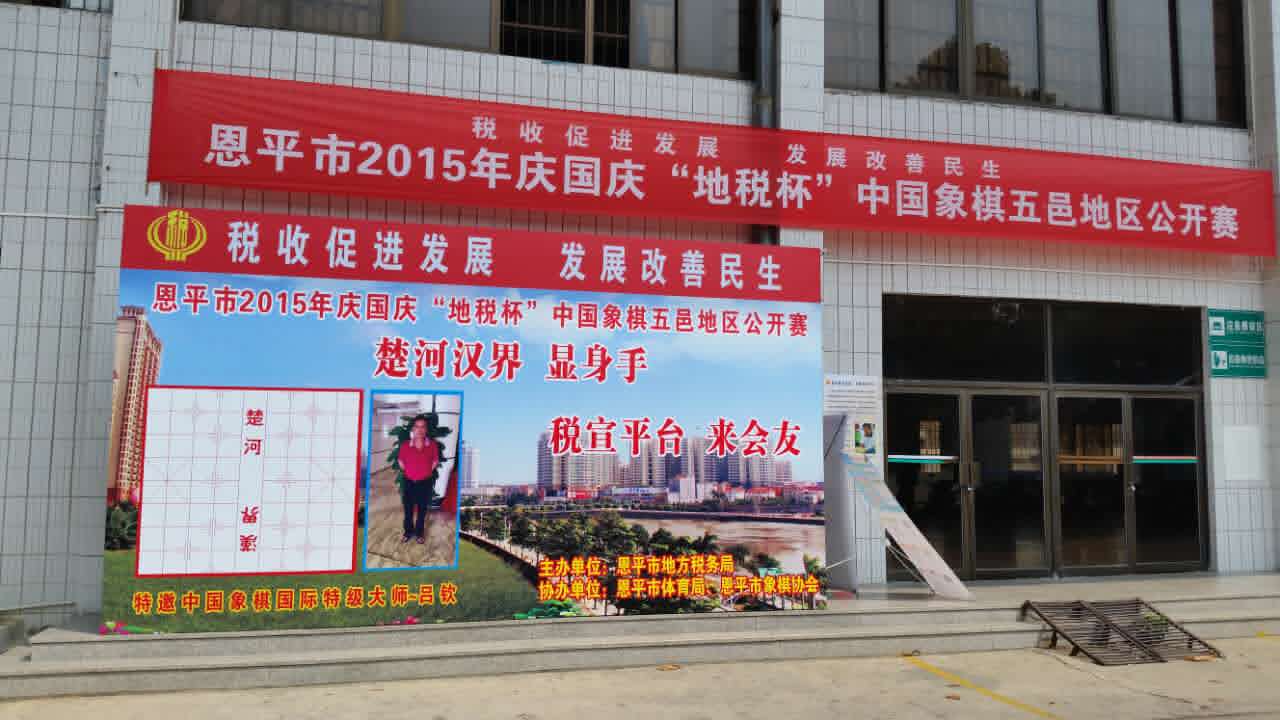 税收促进发展 发展改善民生
恩平市2015年庆国庆“地税杯”中国象棋五邑地区公开赛
税
税收促进发展 发展改善民生
恩平市2015年庆国庆“地税杯”中国象棋五邑地区公开赛
楚河汉界 显身手
税宣平台 来会友
楚河 漢界
主办单位：恩平市地方税务局
协办单位：恩平市体育局、恩平市象棋协会
特邀中国象棋国际特级大师-吕钦